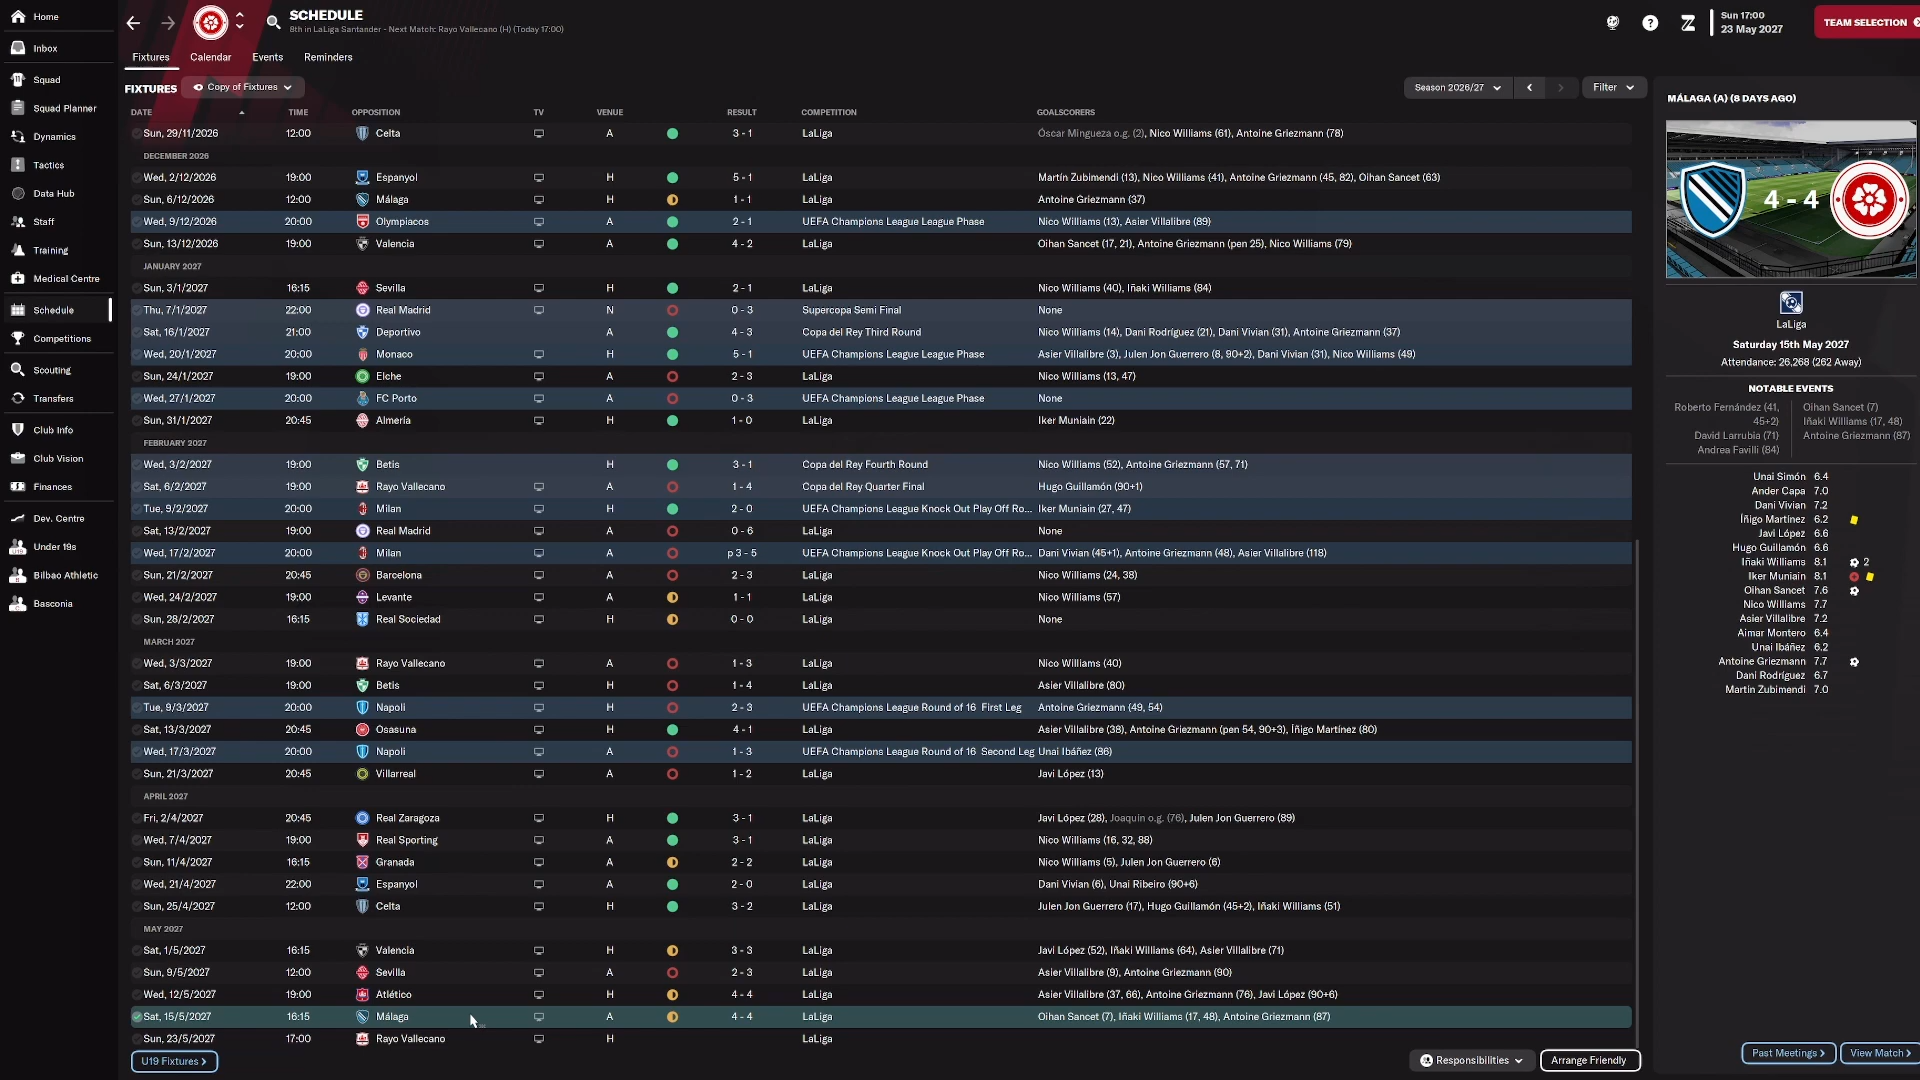 Home
Inbox
Squad
Squad Planner
Dynamics
Tactics
Data Hub
Staff
Training
Medical Centre
Schedule
Competitions
Scouting
Transfers
Club Info
Club Vision
Finances
Dev. Centre
Under 19s
Bilbao Athletic
Basconia
SCHEDULE
8th in LaLiga Santander - Next Match: Rayo Vallecano (H) (Today 17:00)
Sun 17:00
23 May 2027
TEAM SELECTION
Fixtures Calendar Events Reminders
FIXTURES Copy of Fixtures Season 2026/27 Filter
DATE TIME OPPOSITION TV VENUE RESULT COMPETITION GOALSCORERS
Sun, 29/11/2026 12:00 Celta A 3 - 1 LaLiga Óscar Mingueza o.g. (2), Nico Williams (61), Antoine Griezmann (78)
DECEMBER 2026
Wed, 2/12/2026 19:00 Espanyol H 5 - 1 LaLiga Martín Zubimendi (13), Nico Williams (41), Antoine Griezmann (45, 82), Oihan Sancet (63)
Sun, 6/12/2026 12:00 Málaga H 1 - 1 LaLiga Antoine Griezmann (37)
Wed, 9/12/2026 20:00 Olympiacos A 2 - 1 UEFA Champions League League Phase Nico Williams (13), Asier Villalibre (89)
Sun, 13/12/2026 19:00 Valencia A 4 - 2 LaLiga Oihan Sancet (17, 21), Antoine Griezmann (pen 25), Nico Williams (79)
JANUARY 2027
Sun, 3/1/2027 16:15 Sevilla H 2 - 1 LaLiga Nico Williams (40), Iñaki Williams (84)
Thu, 7/1/2027 22:00 Real Madrid N 0 - 3 Supercopa Semi Final None
Sat, 16/1/2027 21:00 Deportivo A 4 - 3 Copa del Rey Third Round Nico Williams (14), Dani Rodríguez (21), Dani Vivian (31), Antoine Griezmann (37)
Wed, 20/1/2027 20:00 Monaco H 5 - 1 UEFA Champions League League Phase Asier Villalibre (3), Julen Jon Guerrero (8, 90+2), Dani Vivian (31), Nico Williams (49)
Sun, 24/1/2027 19:00 Elche A 2 - 3 LaLiga Nico Williams (13, 47)
Wed, 27/1/2027 20:00 FC Porto A 0 - 3 UEFA Champions League League Phase None
Sun, 31/1/2027 20:45 Almería H 1 - 0 LaLiga Iker Muniain (22)
FEBRUARY 2027
Wed, 3/2/2027 19:00 Betis H 3 - 1 Copa del Rey Fourth Round Nico Williams (52), Antoine Griezmann (57, 71)
Sat, 6/2/2027 19:00 Rayo Vallecano A 1 - 4 Copa del Rey Quarter Final Hugo Guillamón (90+1)
Tue, 9/2/2027 20:00 Milan H 2 - 0 UEFA Champions League Knock Out Play Off Ro... Iker Muniain (27, 47)
Sat, 13/2/2027 19:00 Real Madrid A 0 - 6 LaLiga None
Wed, 17/2/2027 20:00 Milan A p 3 - 5 UEFA Champions League Knock Out Play Off Ro... Dani Vivian (45+1), Antoine Griezmann (48), Asier Villalibre (118)
Sun, 21/2/2027 20:45 Barcelona A 2 - 3 LaLiga Nico Williams (24, 38)
Wed, 24/2/2027 19:00 Levante A 1 - 1 LaLiga Nico Williams (57)
Sun, 28/2/2027 16:15 Real Sociedad H 0 - 0 LaLiga None
MARCH 2027
Wed, 3/3/2027 19:00 Rayo Vallecano A 1 - 3 LaLiga Nico Williams (40)
Sat, 6/3/2027 19:00 Betis H 1 - 4 LaLiga Asier Villalibre (80)
Tue, 9/3/2027 20:00 Napoli H 2 - 3 UEFA Champions League Round of 16 First Leg Antoine Griezmann (49, 54)
Sat, 13/3/2027 20:45 Osasuna H 4 - 1 LaLiga Asier Villalibre (38), Antoine Griezmann (pen 54, 90+3), Íñigo Martínez (80)
Wed, 17/3/2027 20:00 Napoli A 1 - 3 UEFA Champions League Round of 16 Second Leg Unai Ibáñez (86)
Sun, 21/3/2027 20:45 Villarreal A 1 - 2 LaLiga Javi López (13)
APRIL 2027
Fri, 2/4/2027 20:45 Real Zaragoza H 3 - 1 LaLiga Javi López (28), Joaquin o.g. (76), Julen Jon Guerrero (89)
Wed, 7/4/2027 19:00 Real Sporting A 3 - 1 LaLiga Nico Williams (16, 32, 88)
Sun, 11/4/2027 16:15 Granada A 2 - 2 LaLiga Nico Williams (5), Julen Jon Guerrero (6)
Wed, 21/4/2027 22:00 Espanyol A 2 - 0 LaLiga Dani Vivian (6), Unai Ribeiro (90+6)
Sun, 25/4/2027 12:00 Celta H 3 - 2 LaLiga Julen Jon Guerrero (17), Hugo Guillamón (45+2), Iñaki Williams (51)
MAY 2027
Sat, 1/5/2027 16:15 Valencia H 3 - 3 LaLiga Javi López (52), Iñaki Williams (64), Asier Villalibre (71)
Sun, 9/5/2027 12:00 Sevilla A 2 - 3 LaLiga Asier Villalibre (9), Antoine Griezmann (90)
Wed, 12/5/2027 19:00 Atlético H 4 - 4 LaLiga Asier Villalibre (37, 66), Antoine Griezmann (76), Javi López (90+6)
Sat, 15/5/2027 16:15 Málaga A 4 - 4 LaLiga Oihan Sancet (7), Iñaki Williams (17, 48), Antoine Griezmann (87)
Sun, 23/5/2027 17:00 Rayo Vallecano H LaLiga
U19 Fixtures Responsibilities Arrange Friendly
MÁLAGA (A) (8 DAYS AGO)
4 - 4
LaLiga
Saturday 15th May 2027
Attendance: 26,268 (262 Away)
NOTABLE EVENTS
Roberto Fernández (41, Oihan Sancet (7)
45+2) Iñaki Williams (17, 48)
David Larrubia (71) Antoine Griezmann (87)
Andrea Favilli (84)
Unai Simón 6.4
Ander Capa 7.0
Dani Vivian 7.2
Íñigo Martínez 6.2
Javi López 6.6
Hugo Guillamón 6.6
Iñaki Williams 8.1 2
Iker Muniain 8.1
Oihan Sancet 7.6
Nico Williams 7.7
Asier Villalibre 7.2
Aimar Montero 6.4
Unai Ibáñez 6.2
Antoine Griezmann 7.7
Dani Rodríguez 6.7
Martín Zubimendi 7.0
Past Meetings View Match